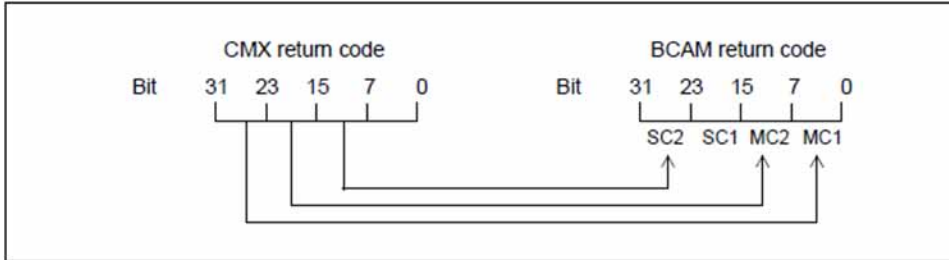 CMX return code BCAM return code
Bit 31 23 15 7 0 Bit 31 23 15 7 0
SC2 SC1 MC2 MC1